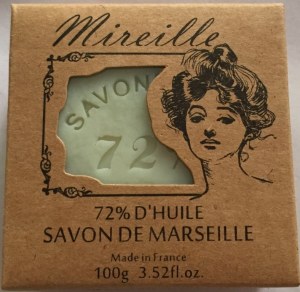 Mireille
SAVON
72
72% D'HUILE
SAVON DE MARSEILLE
Made in France
100g 3.52fl.oz.